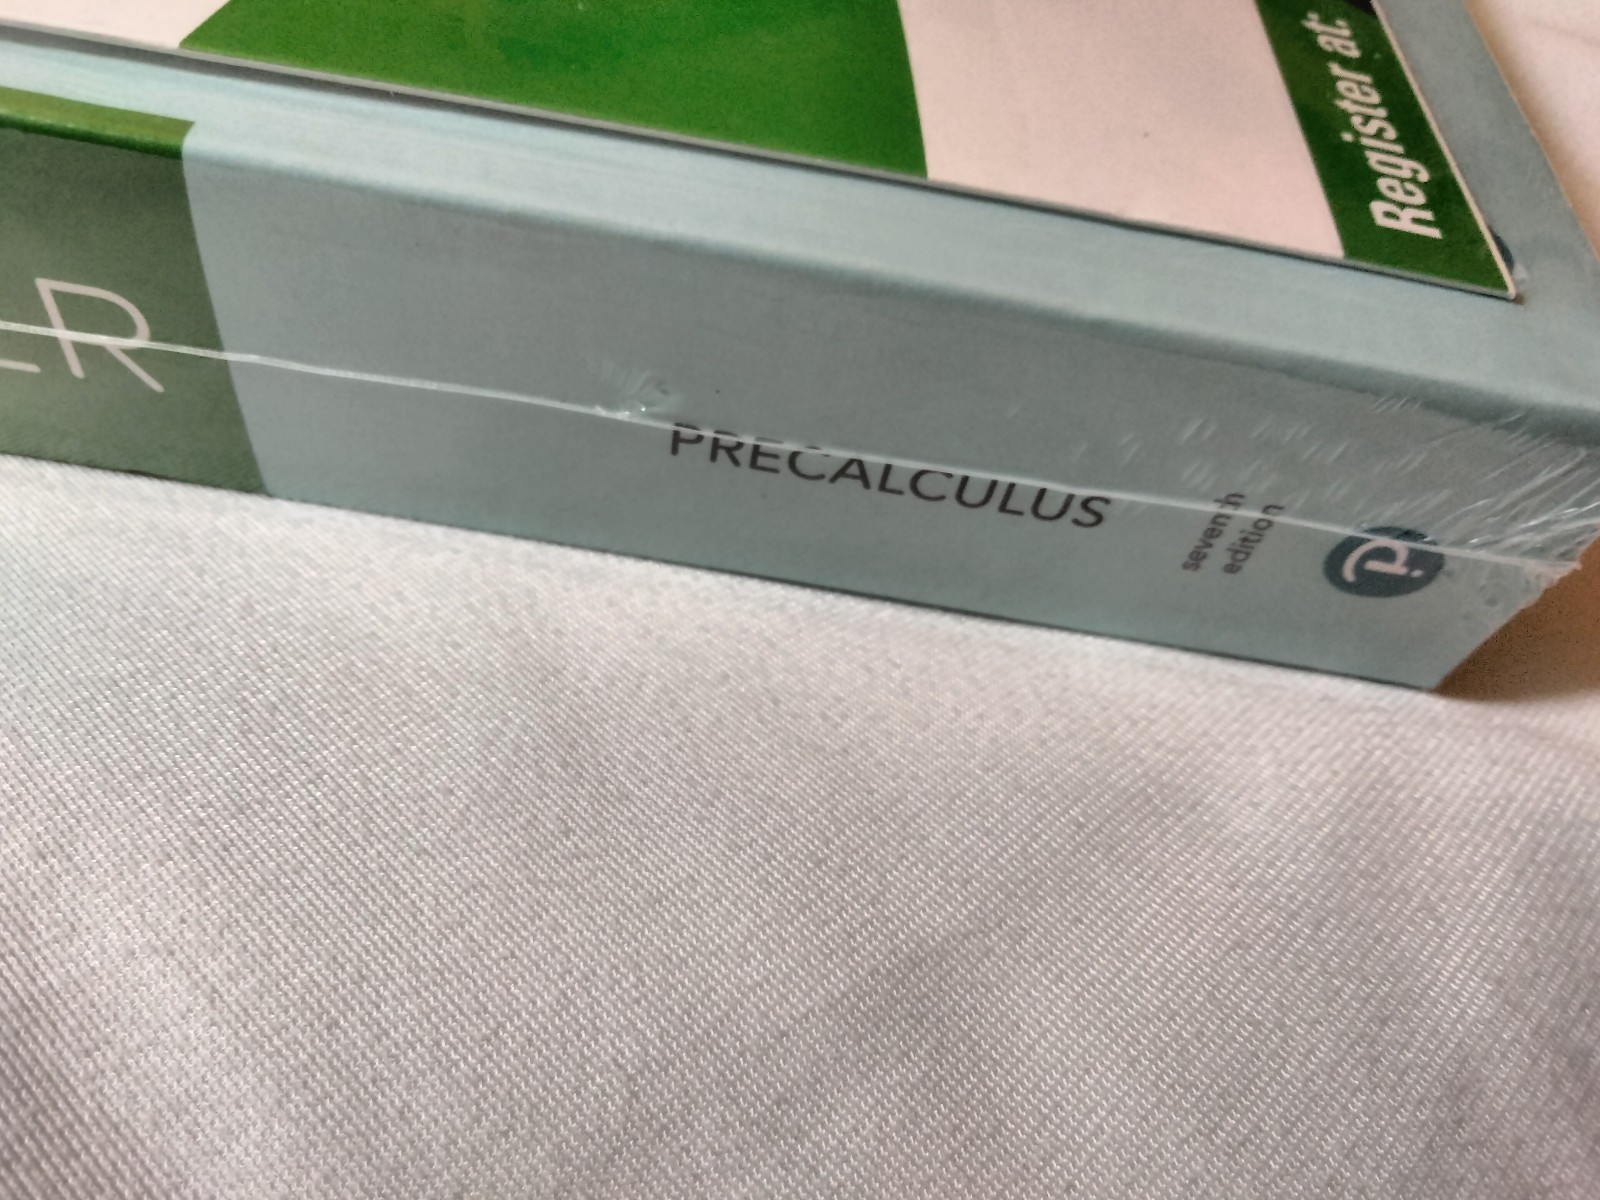 Register at:
ER
PRECALCULUS
seventh
edition